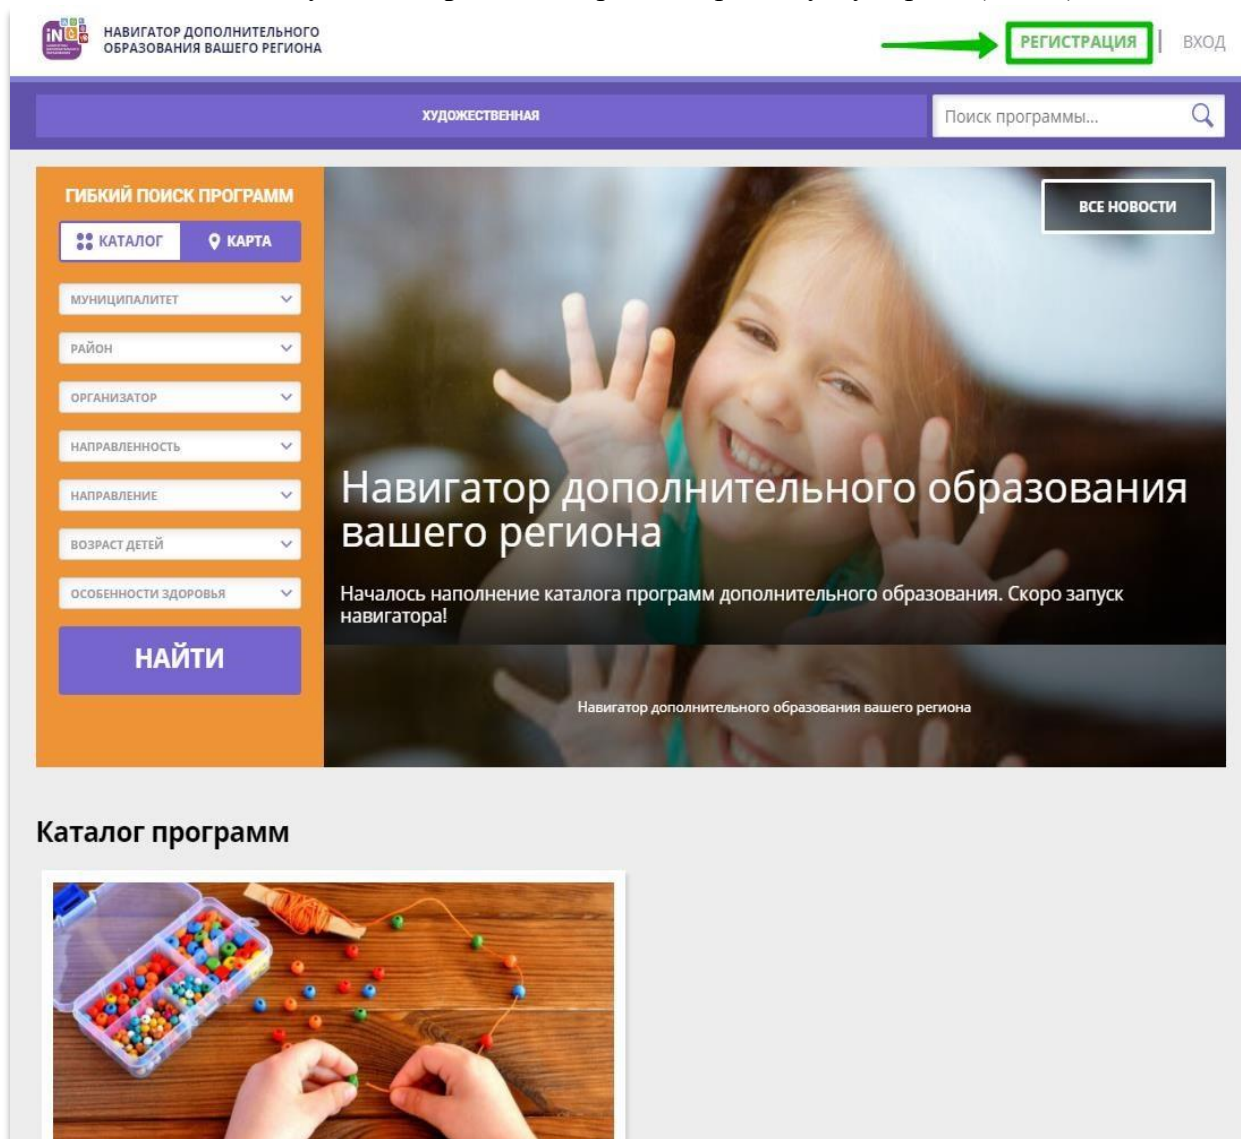 НАВИГАТОР ДОПОЛНИТЕЛЬНОГО
ОБРАЗОВАНИЯ ВАШЕГО РЕГИОНА
РЕГИСТРАЦИЯ | ВХОД
ХУДОЖЕСТВЕННАЯ
Поиск программы...
ГИБКИЙ ПОИСК ПРОГРАММ
КАТАЛОГ
КАРТА
МУНИЦИПАЛИТЕТ
РАЙОН
ОРГАНИЗАТОР
НАПРАВЛЕННОСТЬ
НАПРАВЛЕНИЕ
ВОЗРАСТ ДЕТЕЙ
ОСОБЕННОСТИ ЗДОРОВЬЯ
НАЙТИ
ВСЕ НОВОСТИ
Навигатор дополнительного образования
вашего региона
Началось наполнение каталога программ дополнительного образования. Скоро запуск
навигатора!
Навигатор дополнительного образования вашего региона
Каталог программ